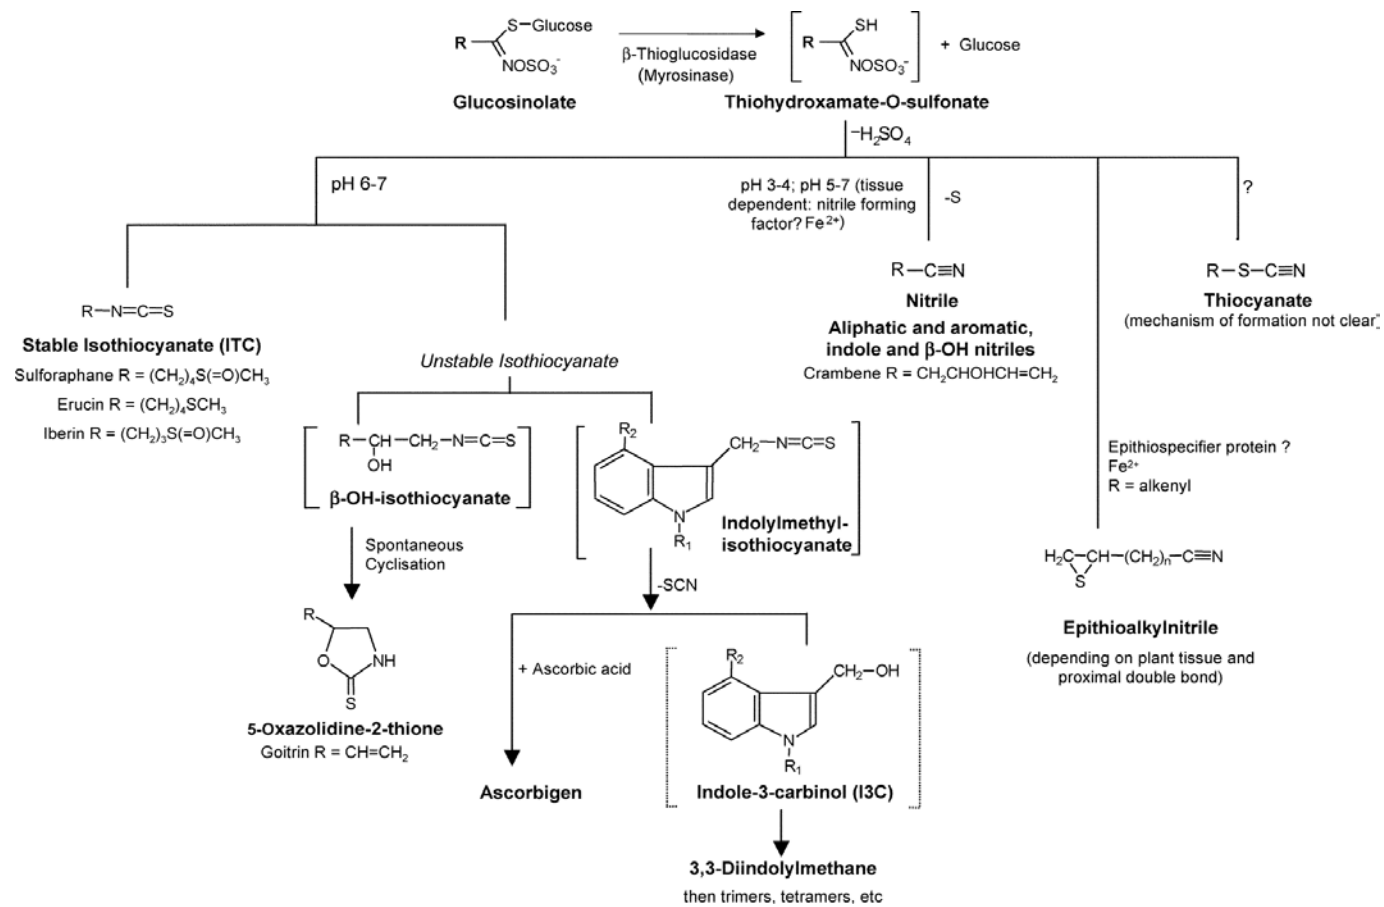 S–Glucose
R
NOSO₃⁻
Glucosinolate
β-Thioglucosidase
(Myrosinase)
SH
R
NOSO₃⁻
+ Glucose
Thiohydroxamate-O-sulfonate
–H₂SO₄
pH 6-7
pH 3-4; pH 5-7 (tissue
dependent: nitrile forming
factor? Fe²⁺)
-S
?
R–N=C=S
Stable Isothiocyanate (ITC)
Sulforaphane R = (CH₂)₄S(=O)CH₃
Erucin R = (CH₂)₄SCH₃
Iberin R = (CH₂)₃S(=O)CH₃
Unstable Isothiocyanate
R–C≡N
Nitrile
Aliphatic and aromatic,
indole and β-OH nitriles
Crambene R = CH₂CHOHCH=CH₂
R–S–C≡N
Thiocyanate
(mechanism of formation not clear)
R–CH–CH₂–N=C=S
OH
β-OH-isothiocyanate
R₂
CH₂–N=C=S
N
R₁
Indolylmethyl-
isothiocyanate
Epithiospecifier protein ?
Fe²⁺
R = alkenyl
Spontaneous
Cyclisation
-SCN
H₂C–CH–(CH₂)ₙ–C≡N
S
Epithioalkylnitrile
(depending on plant tissue and
proximal double bond)
R
O
NH
S
5-Oxazolidine-2-thione
Goitrin R = CH=CH₂
+ Ascorbic acid
Ascorbigen
R₂
CH₂–OH
N
R₁
Indole-3-carbinol (I3C)
3,3-Diindolylmethane
then trimers, tetramers, etc